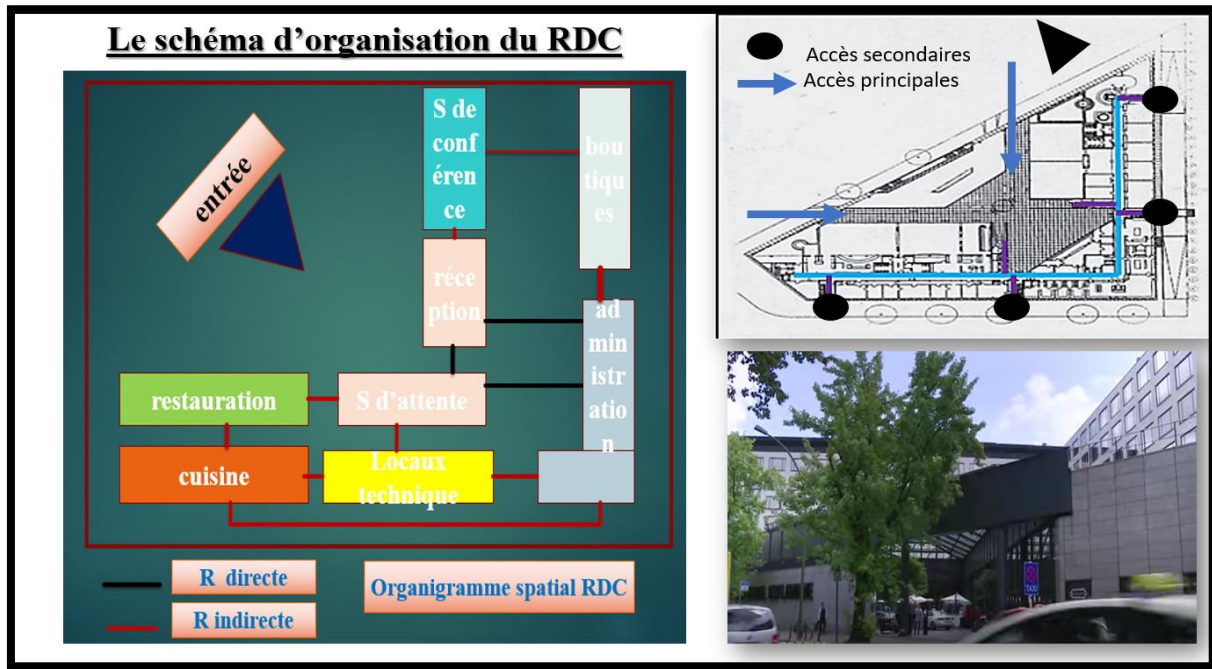 Le schéma d’organisation du RDC
entrée
S de
conf
éren
ce
bou
tiqu
es
réce
ption
ad
min
istr
atio
n
restauration
S d’attente
cuisine
Locaux
technique
R directe
R indirecte
Organigramme spatial RDC
Accès secondaires
Accès principales
TAXI